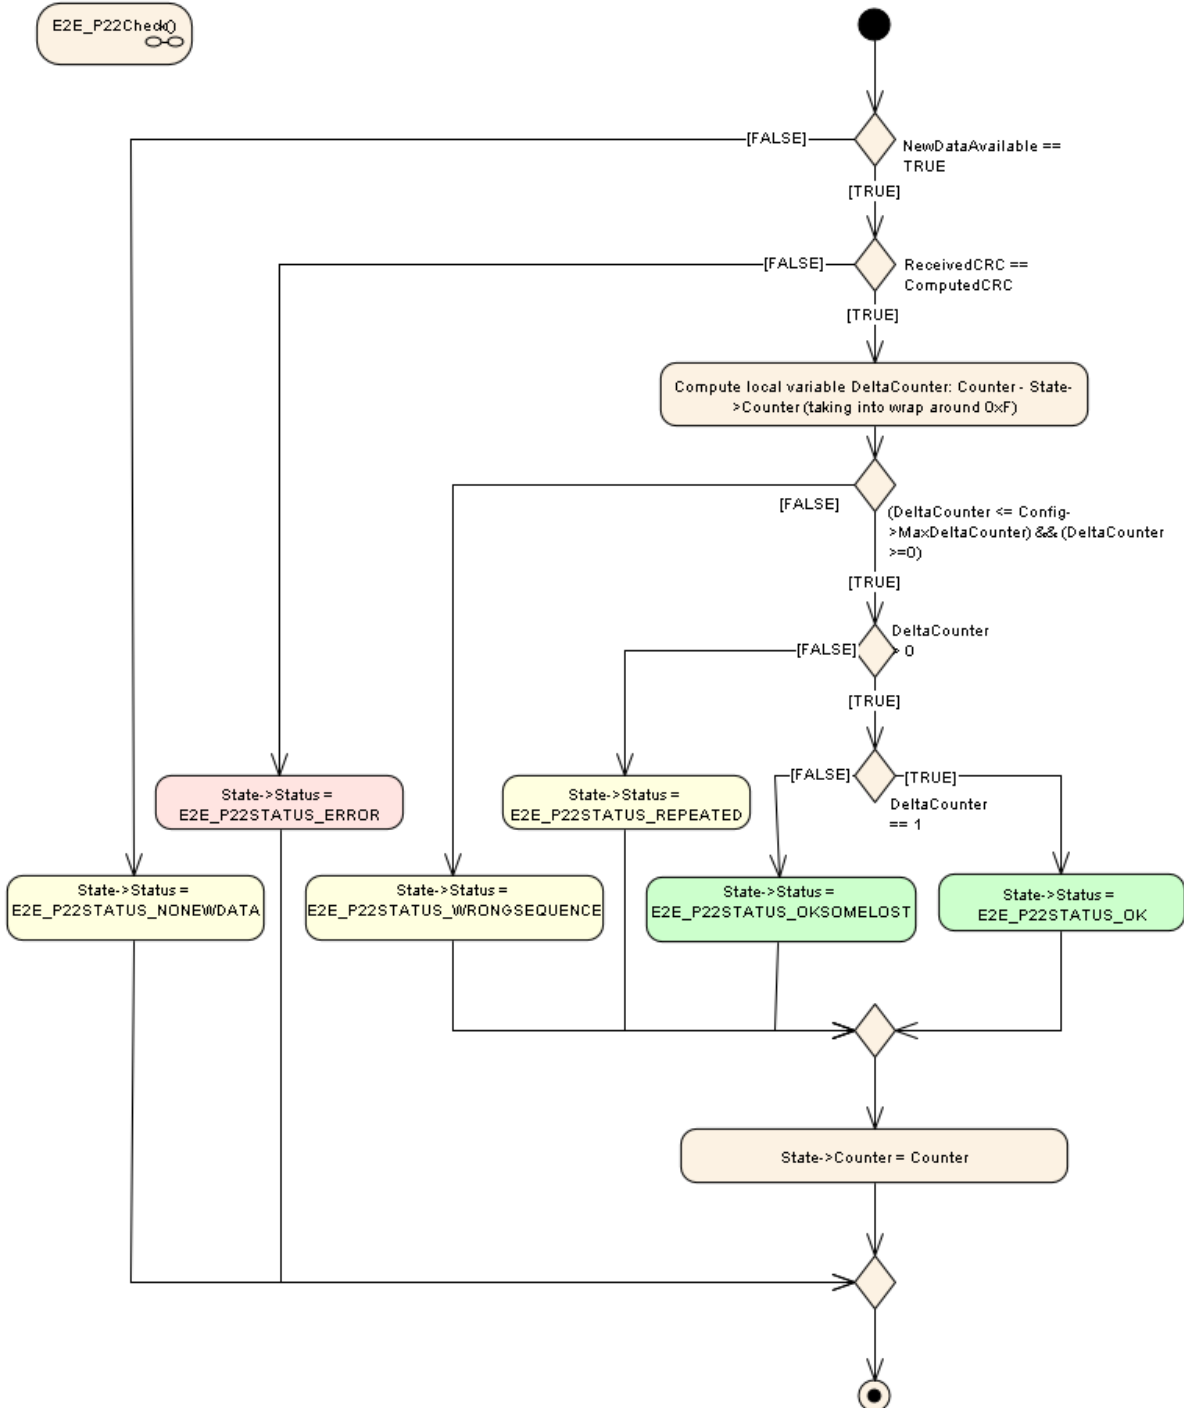 E2E_P22Check()
[FALSE]
NewDataAvailable ==
TRUE
[TRUE]
[FALSE]
ReceivedCRC ==
ComputedCRC
[TRUE]
Compute local variable DeltaCounter: Counter - State-
>Counter (taking into wrap around 0xF)
[FALSE]
(DeltaCounter <= Config-
>MaxDeltaCounter) && (DeltaCounter
>=0)
[TRUE]
DeltaCounter
> 0
[FALSE]
[TRUE]
[FALSE]
[TRUE]
DeltaCounter
== 1
State->Status =
E2E_P22STATUS_ERROR
State->Status =
E2E_P22STATUS_REPEATED
State->Status =
E2E_P22STATUS_NONEWDATA
State->Status =
E2E_P22STATUS_WRONGSEQUENCE
State->Status =
E2E_P22STATUS_OKSOMELOST
State->Status =
E2E_P22STATUS_OK
State->Counter = Counter